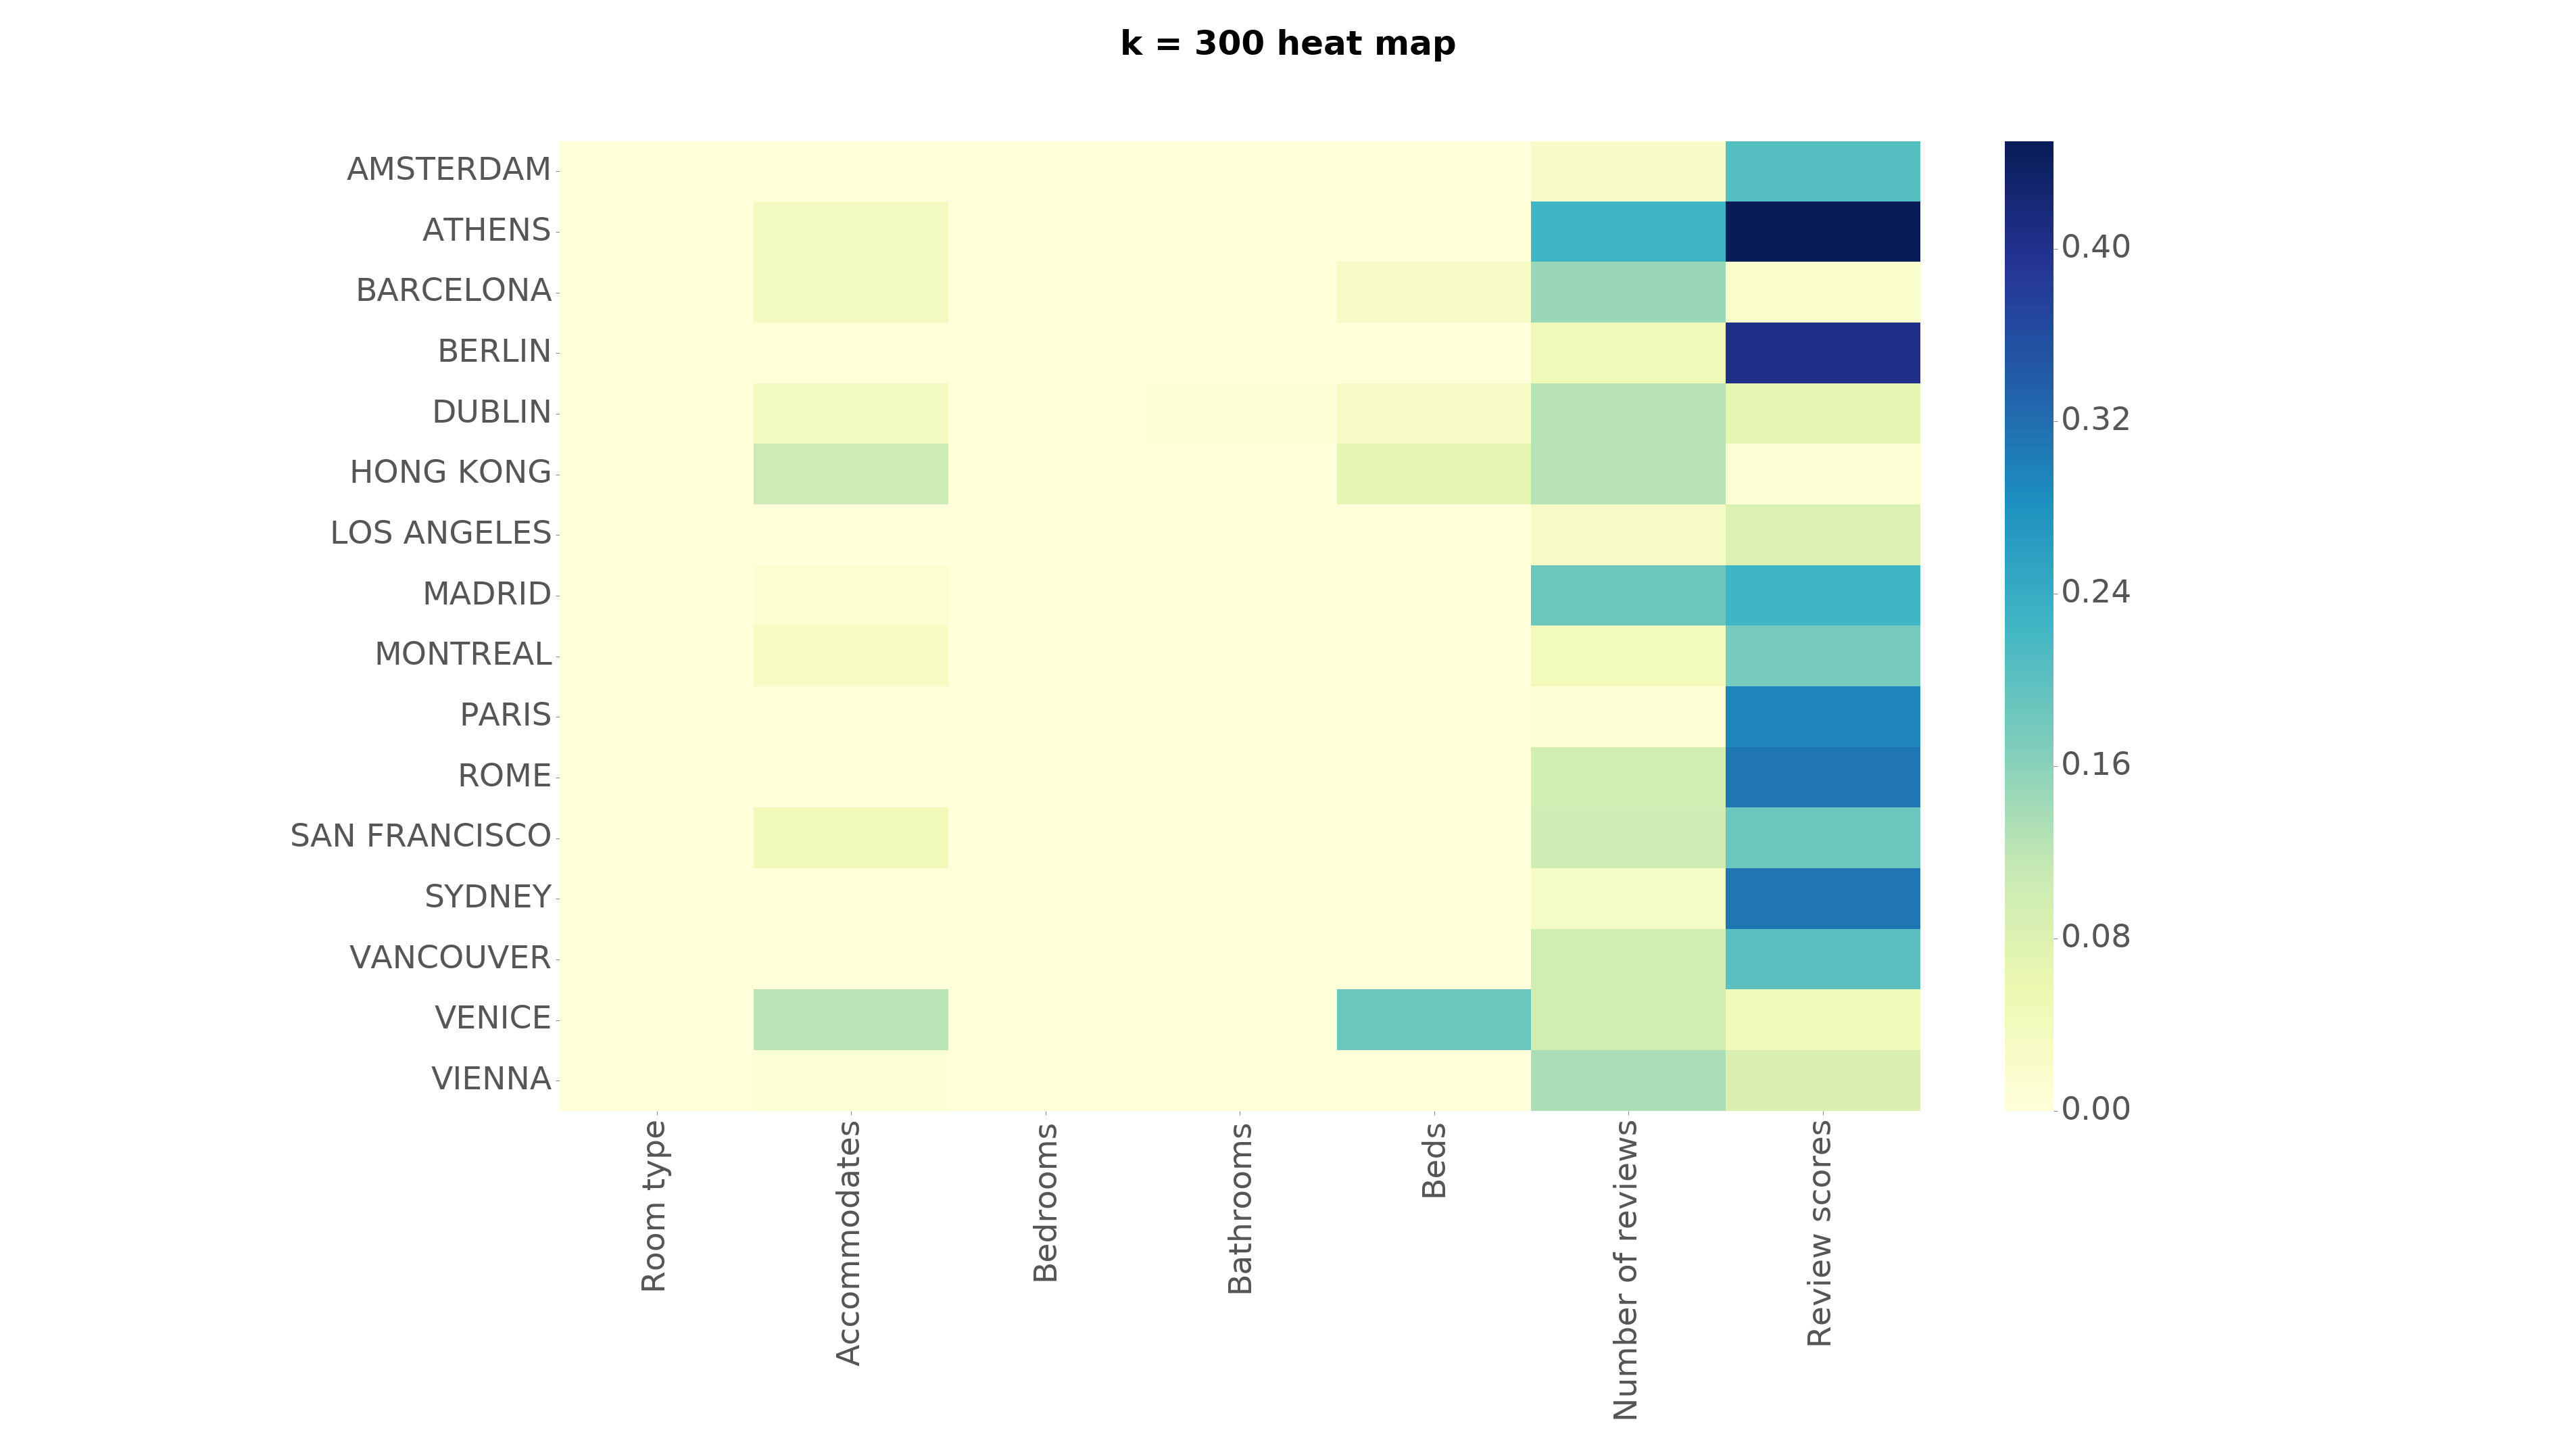 k = 300 heat map
AMSTERDAM
ATHENS
BARCELONA
BERLIN
DUBLIN
HONG KONG
LOS ANGELES
MADRID
MONTREAL
PARIS
ROME
SAN FRANCISCO
SYDNEY
VANCOUVER
VENICE
VIENNA
Room type
Accommodates
Bedrooms
Bathrooms
Beds
Number of reviews
Review scores
0.40
0.32
0.24
0.16
0.08
0.00